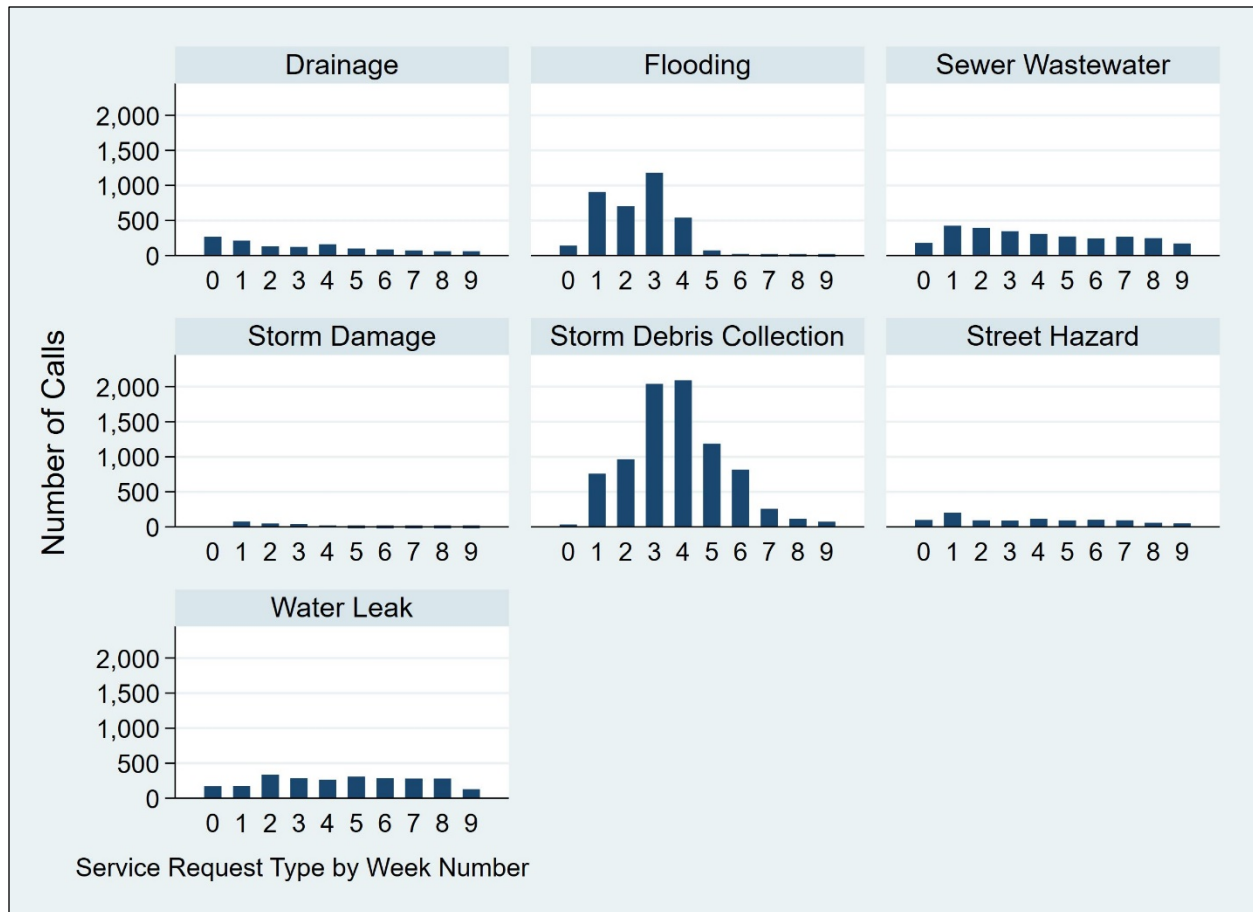 Drainage
Flooding
Sewer Wastewater
2,000
1,500
1,000
500
0
0 1 2 3 4 5 6 7 8 9
0 1 2 3 4 5 6 7 8 9
0 1 2 3 4 5 6 7 8 9
Number of Calls
Storm Damage
Storm Debris Collection
Street Hazard
2,000
1,500
1,000
500
0
0 1 2 3 4 5 6 7 8 9
0 1 2 3 4 5 6 7 8 9
0 1 2 3 4 5 6 7 8 9
Water Leak
2,000
1,500
1,000
500
0
0 1 2 3 4 5 6 7 8 9
Service Request Type by Week Number